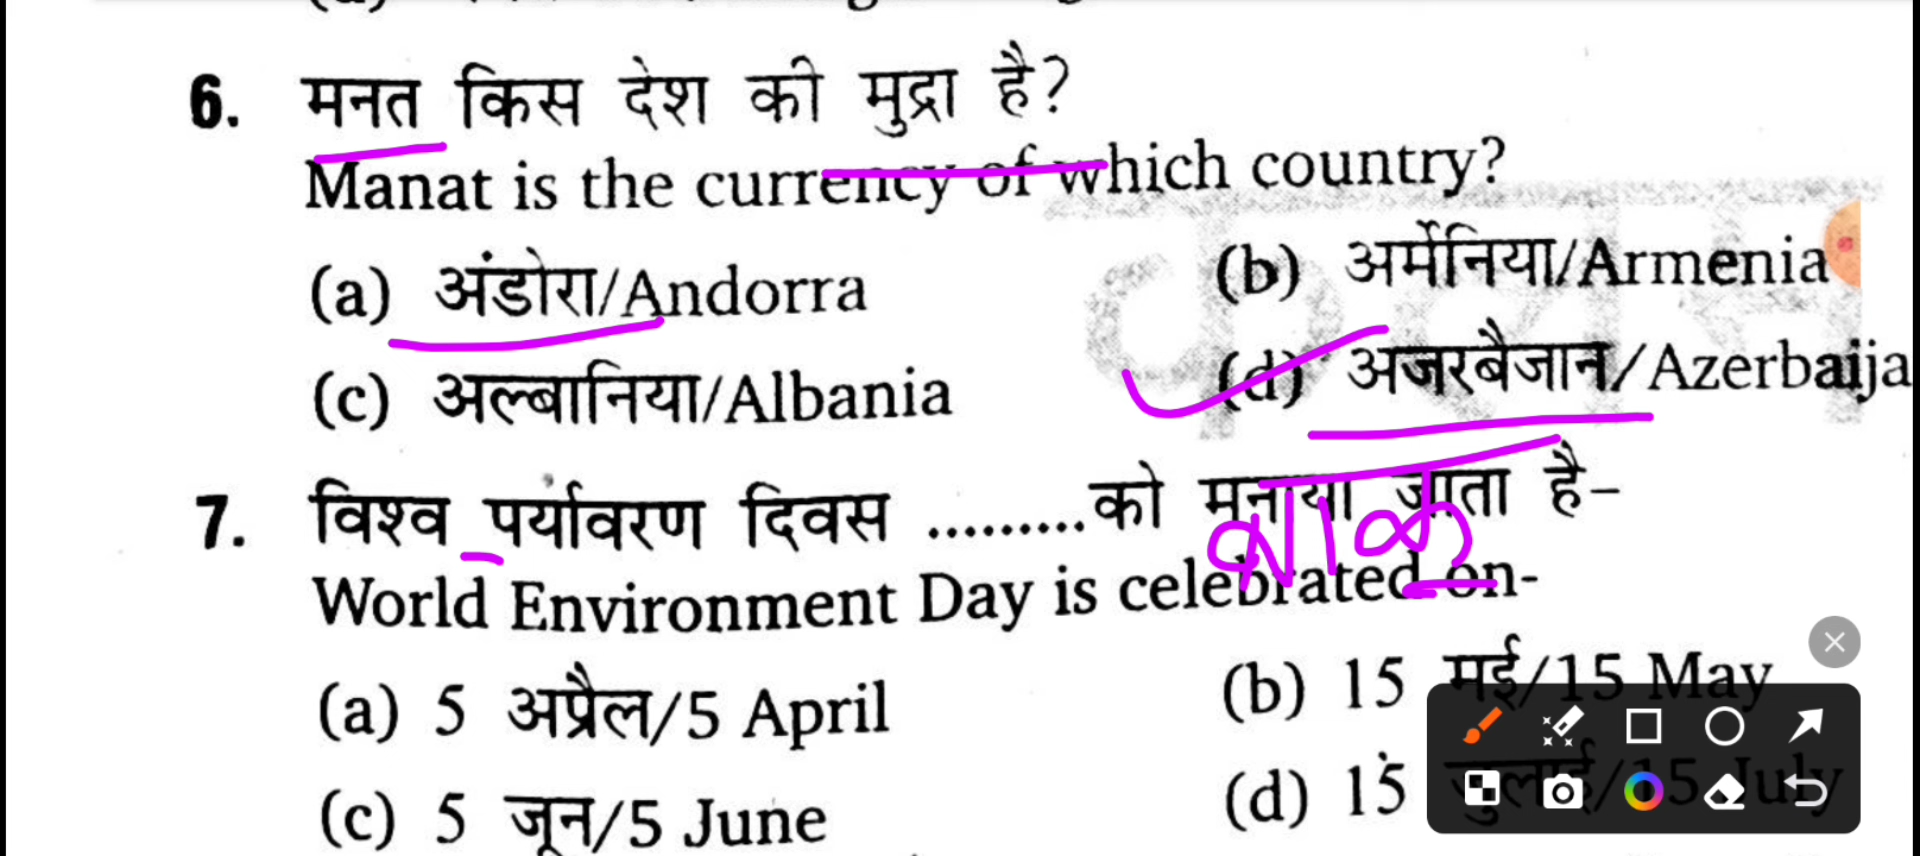 6. मनत किस देश की मुद्रा है?
Manat is the currency of which country?
(a) अंडोरा/Andorra (b) अर्मेनिया/Armenia
(c) अल्बानिया/Albania (d) अजरबैजान/Azerbaija
7. विश्व पर्यावरण दिवस .........को मनाया जाता है–
World Environment Day is celebrated on-
(a) 5 अप्रैल/5 April (b) 15 मई/15 May
(c) 5 जून/5 June (d) 15 जुलाई/15 July